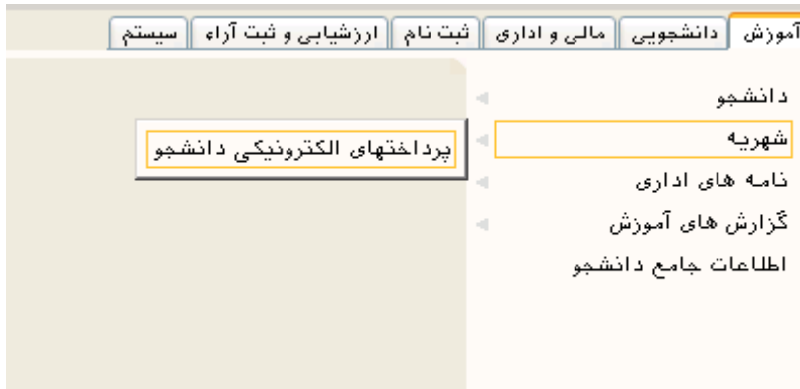 آموزش دانشجویی مالی و اداری ثبت نام ارزشیابی و ثبت آراء سیستم
دانشجو
شهریه
پرداختهای الکترونیکی دانشجو
نامه های اداری
گزارش های آموزش
اطلاعات جامع دانشجو